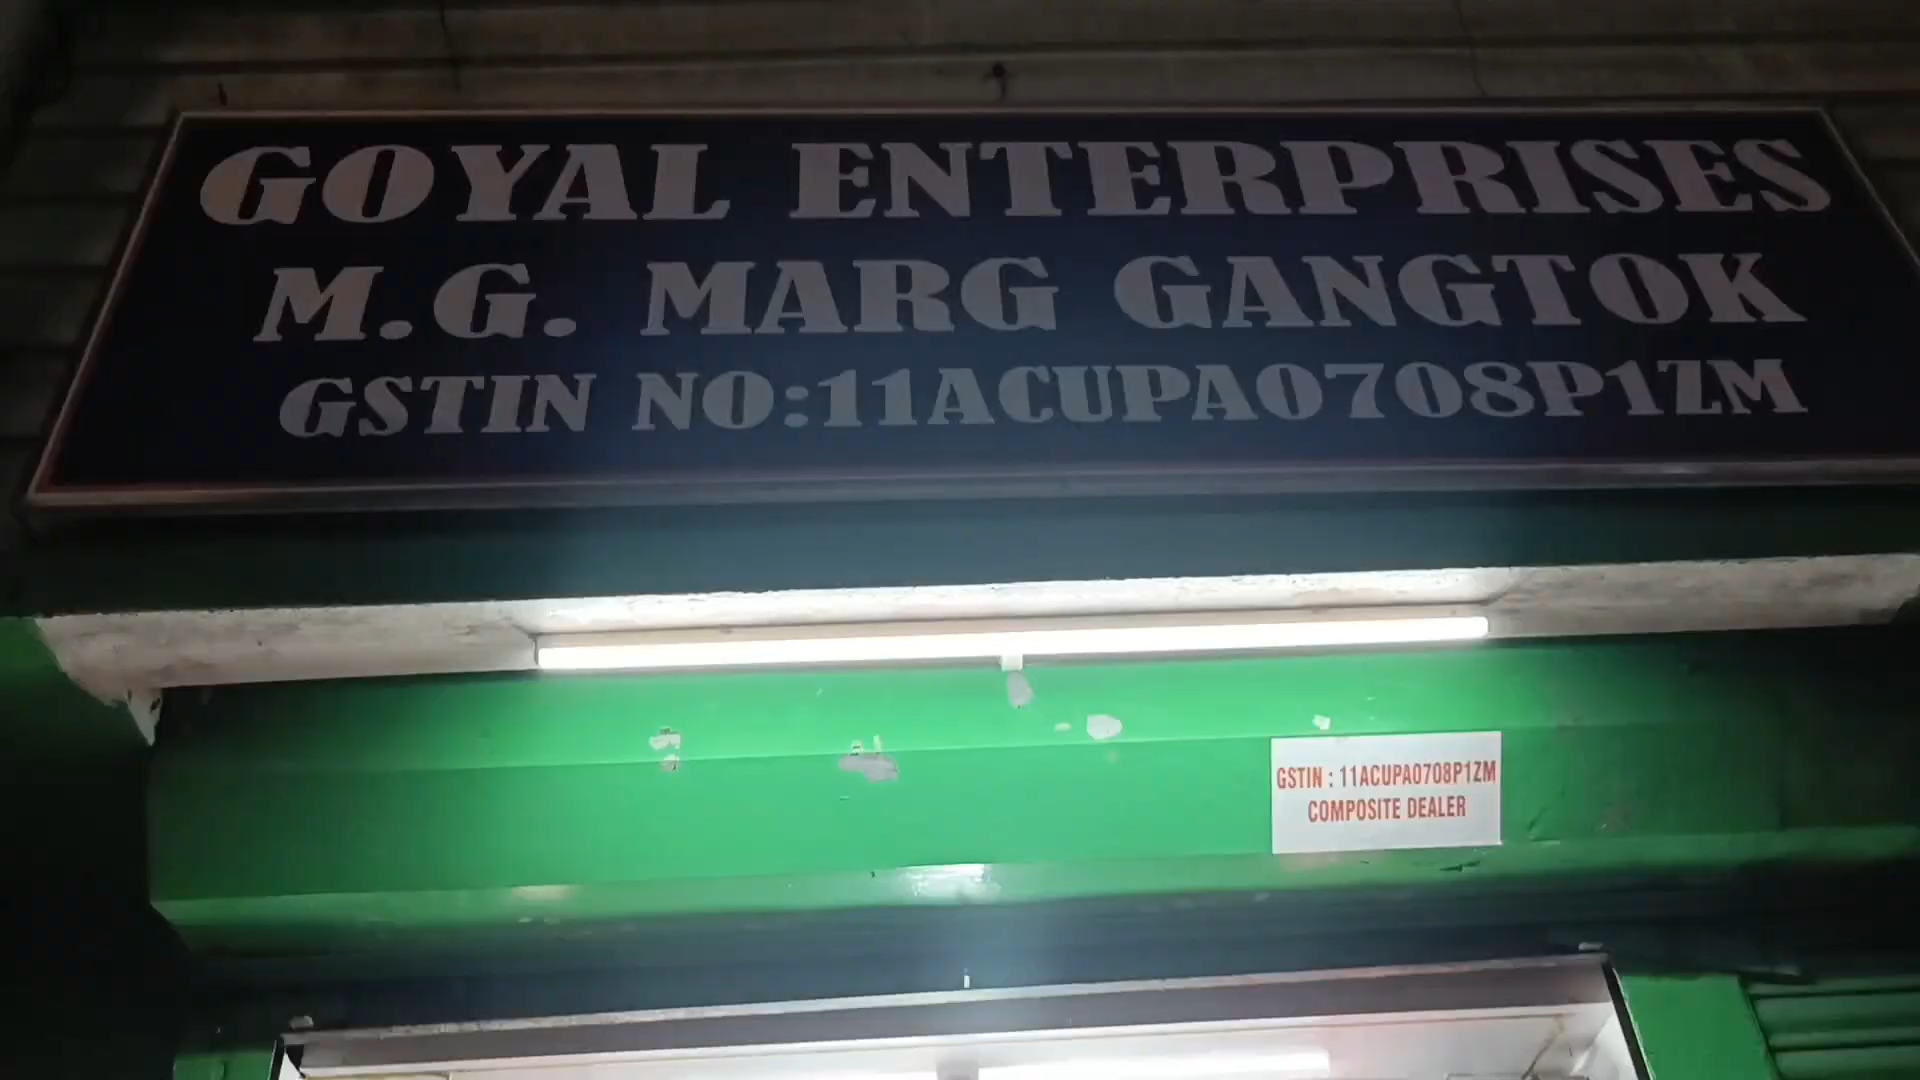 GOYAL ENTERPRISES
M.G. MARG GANGTOK
GSTIN NO:11ACUPA0708P1ZM
GSTIN : 11ACUPA0708P1ZM
COMPOSITE DEALER